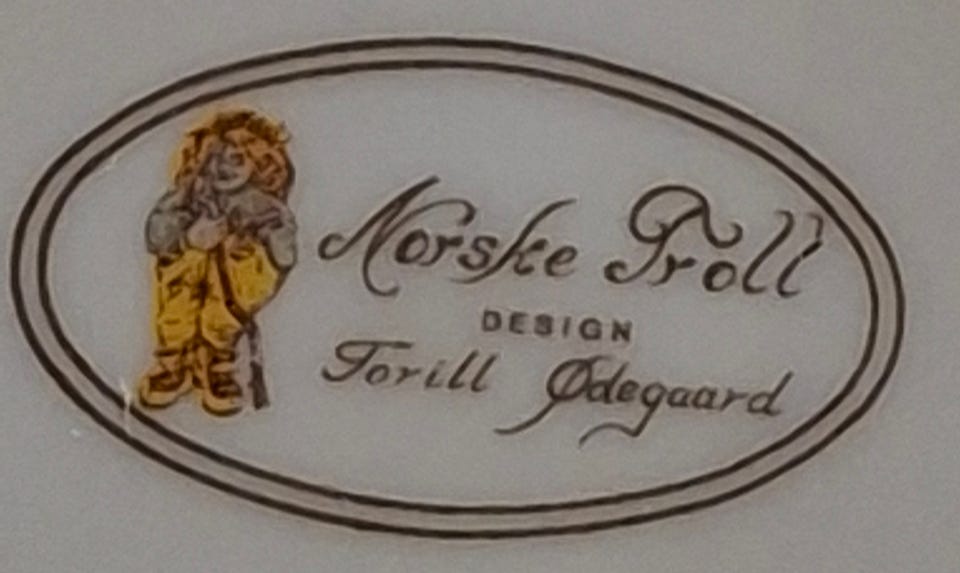 Norske Troll
DESIGN
Torill Ødegaard